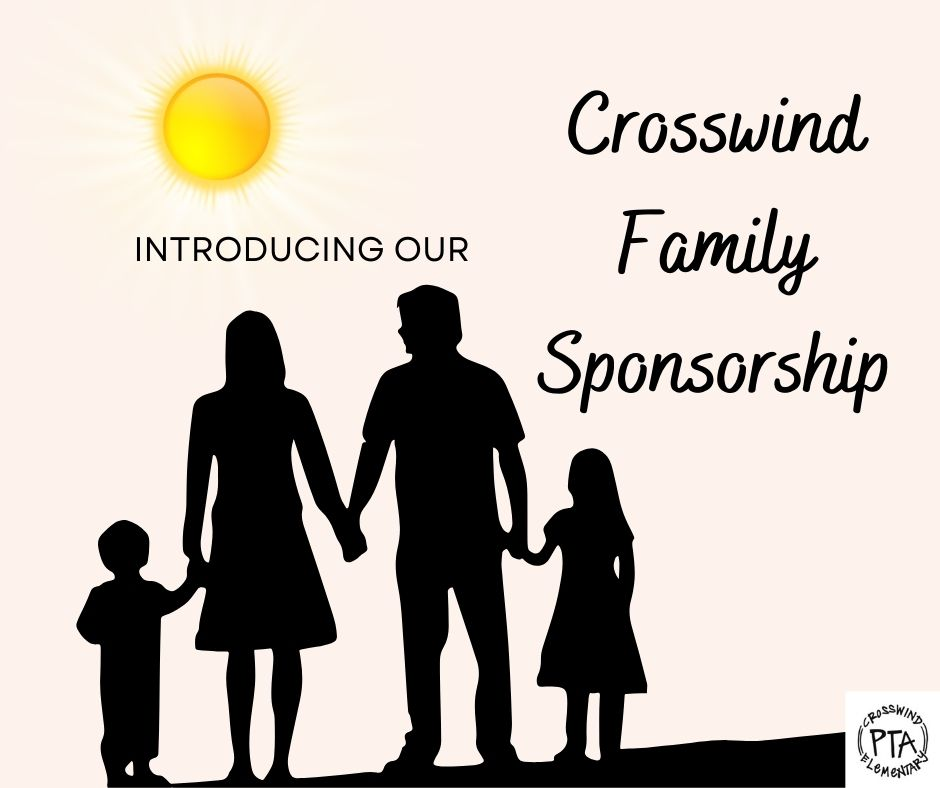 INTRODUCING OUR
Crosswind
Family
Sponsorship
CROSSWIND
PTA
ELEMENTARY